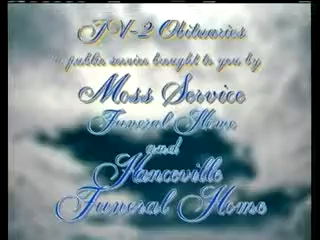 TV-2 Obituaries
a public service brought to you by
Moss Service
Funeral Home
and
Hanceville
Funeral Home